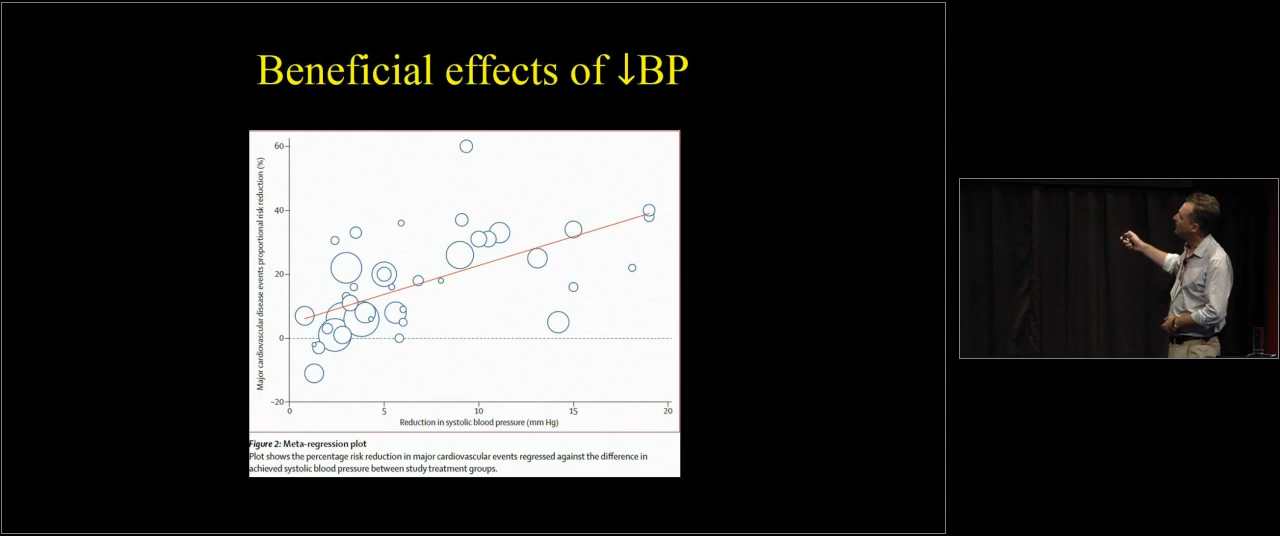 Beneficial effects of ↓BP
Major cardiovascular disease events proportional risk reduction (%)
60
40
20
0
−20
0
5
10
15
20
Reduction in systolic blood pressure (mm Hg)
Figure 2: Meta-regression plot
Plot shows the percentage risk reduction in major cardiovascular events regressed against the difference in
achieved systolic blood pressure between study treatment groups.